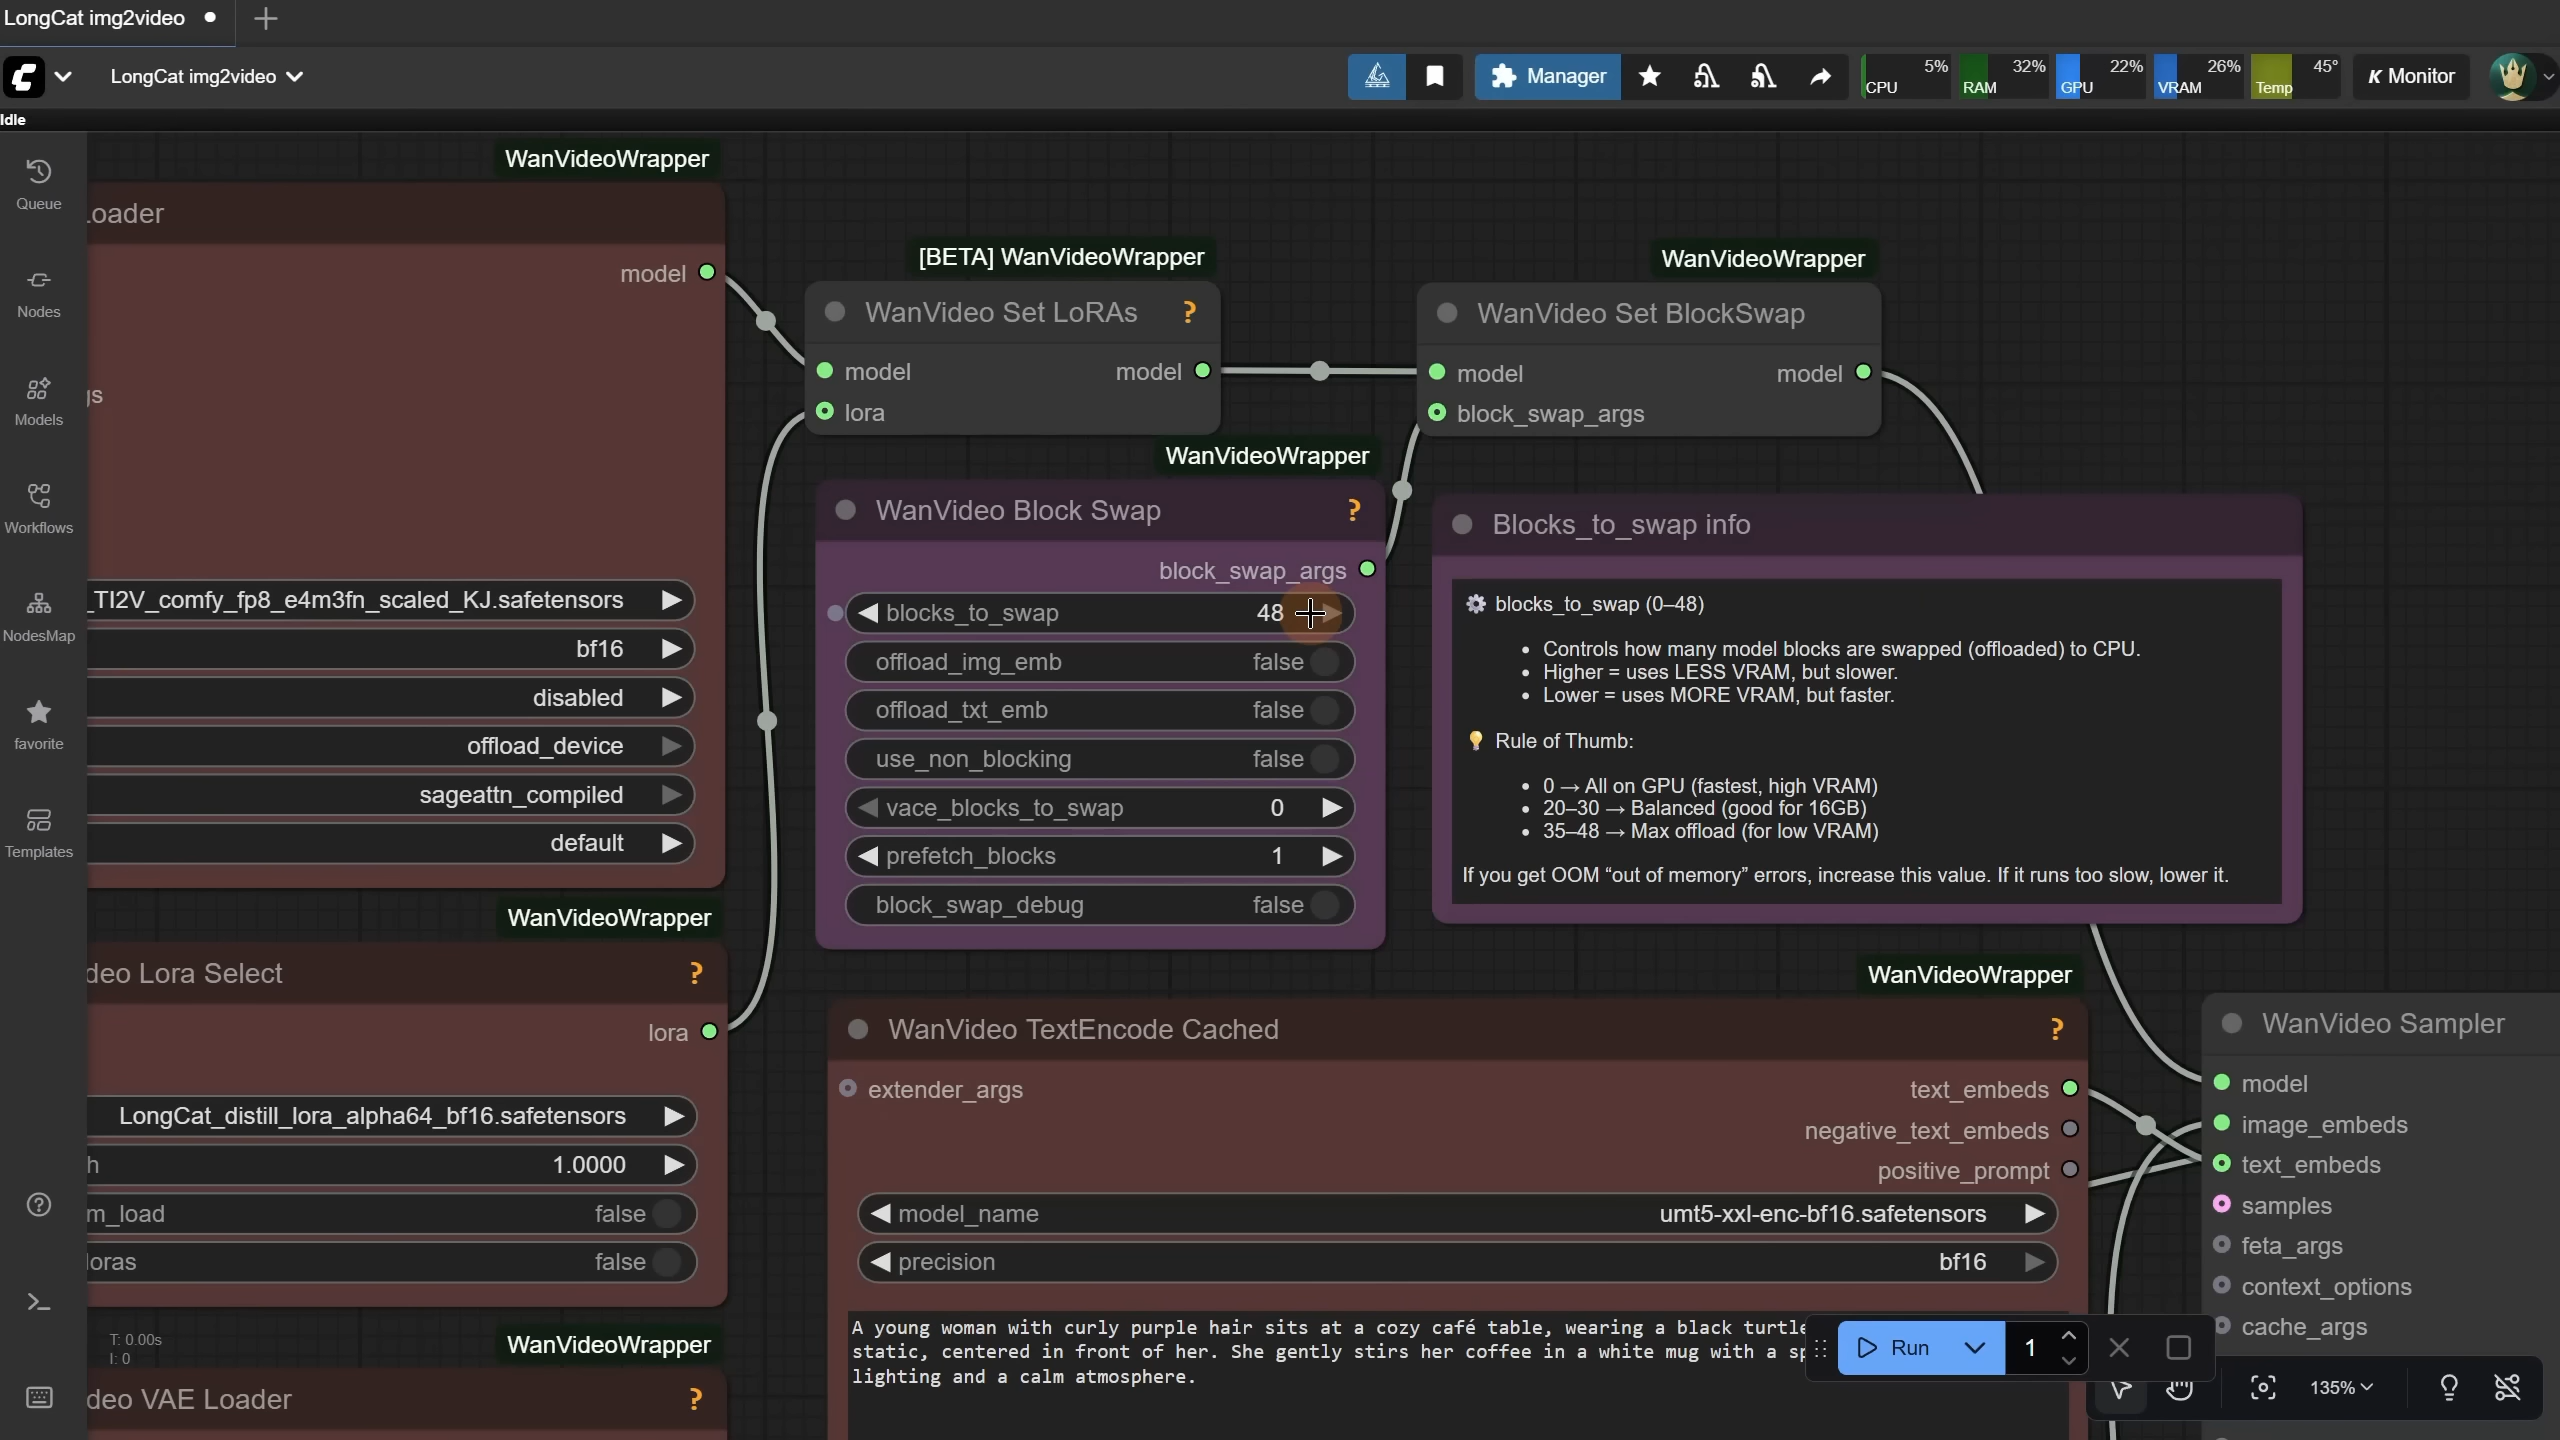 LongCat img2video
LongCat img2video
Manager
CPU 5%
RAM 32%
GPU 22%
VRAM 26%
Temp 45°
K Monitor
Idle
Queue
Nodes
Models
Workflows
NodesMap
favorite
Templates
WanVideoWrapper
Loader
model
gs
_TI2V_comfy_fp8_e4m3fn_scaled_KJ.safetensors
bf16
disabled
offload_device
sageattn_compiled
default
[BETA] WanVideoWrapper
WanVideo Set LoRAs ?
model model
lora
WanVideoWrapper
WanVideo Set BlockSwap
model model
block_swap_args
WanVideoWrapper
WanVideo Block Swap ?
block_swap_args
blocks_to_swap 48
offload_img_emb false
offload_txt_emb false
use_non_blocking false
vace_blocks_to_swap 0
prefetch_blocks 1
block_swap_debug false
Blocks_to_swap info
⚙️ blocks_to_swap (0–48)
• Controls how many model blocks are swapped (offloaded) to CPU.
• Higher = uses LESS VRAM, but slower.
• Lower = uses MORE VRAM, but faster.
💡 Rule of Thumb:
• 0 → All on GPU (fastest, high VRAM)
• 20–30 → Balanced (good for 16GB)
• 35–48 → Max offload (for low VRAM)
If you get OOM “out of memory” errors, increase this value. If it runs too slow, lower it.
WanVideoWrapper
deo Lora Select ?
lora
LongCat_distill_lora_alpha64_bf16.safetensors
h 1.0000
m_load false
loras false
T: 0.00s
I: 0
WanVideoWrapper
deo VAE Loader ?
WanVideoWrapper
WanVideo TextEncode Cached ?
extender_args text_embeds
negative_text_embeds
positive_prompt
model_name umt5-xxl-enc-bf16.safetensors
precision bf16
A young woman with curly purple hair sits at a cozy café table, wearing a black turtle
static, centered in front of her. She gently stirs her coffee in a white mug with a sp
lighting and a calm atmosphere.
WanVideo Sampler
model
image_embeds
text_embeds
samples
feta_args
context_options
cache_args
Run 1
135%